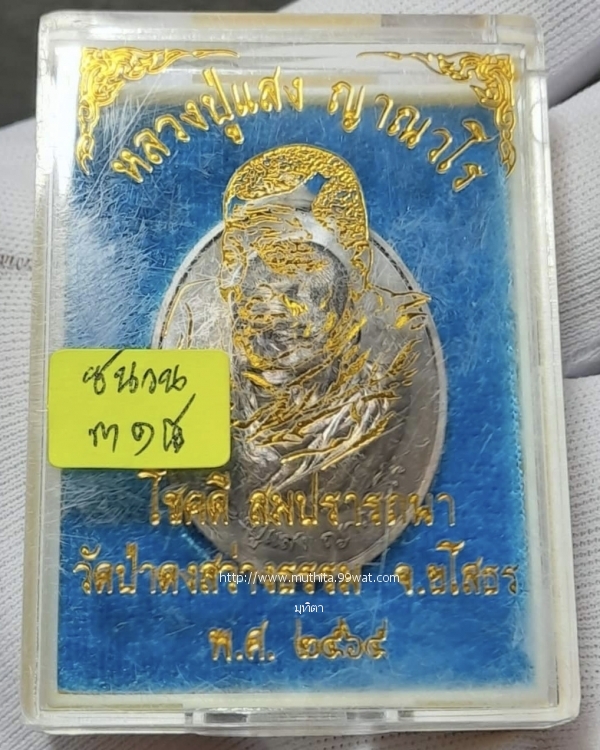 หลวงปู่แสง ญาณวโร
ชนวน
โชคดี สมปรารถนา
วัดป่าดงสว่างธรรม จ.ยโสธร
http://www.muthita.99wat.com
มุทิตา
พ.ศ. ๒๕๖๕